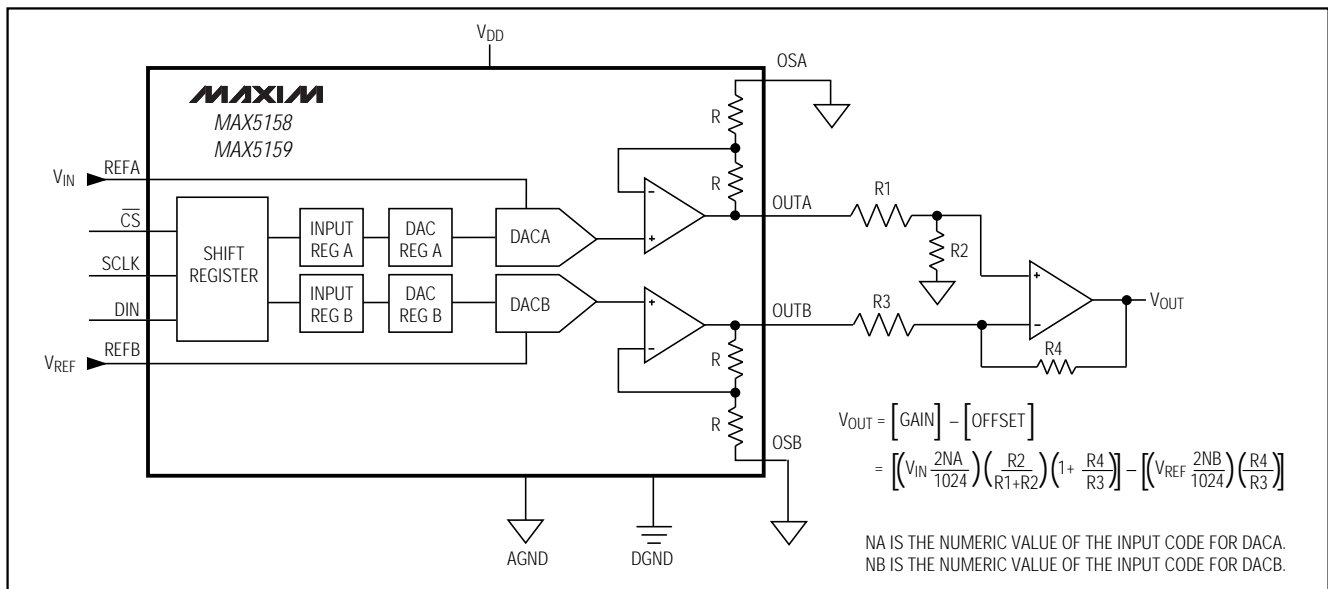 VDD
OSA
MAXIM
MAX5158
MAX5159
R
VIN
REFA
R
R1
OUTA
CS
INPUT
REG A
DAC
REG A
DACA
R2
SHIFT
REGISTER
SCLK
VOUT
INPUT
REG B
DAC
REG B
DACB
R3
OUTB
DIN
REFB
VREF
R
R4
R
OSB
VOUT = [GAIN] – [OFFSET]
= [(VIN 2NA/1024)(R2/R1+R2)(1+ R4/R3)] – [(VREF 2NB/1024)(R4/R3)]
AGND
DGND
NA IS THE NUMERIC VALUE OF THE INPUT CODE FOR DACA.
NB IS THE NUMERIC VALUE OF THE INPUT CODE FOR DACB.